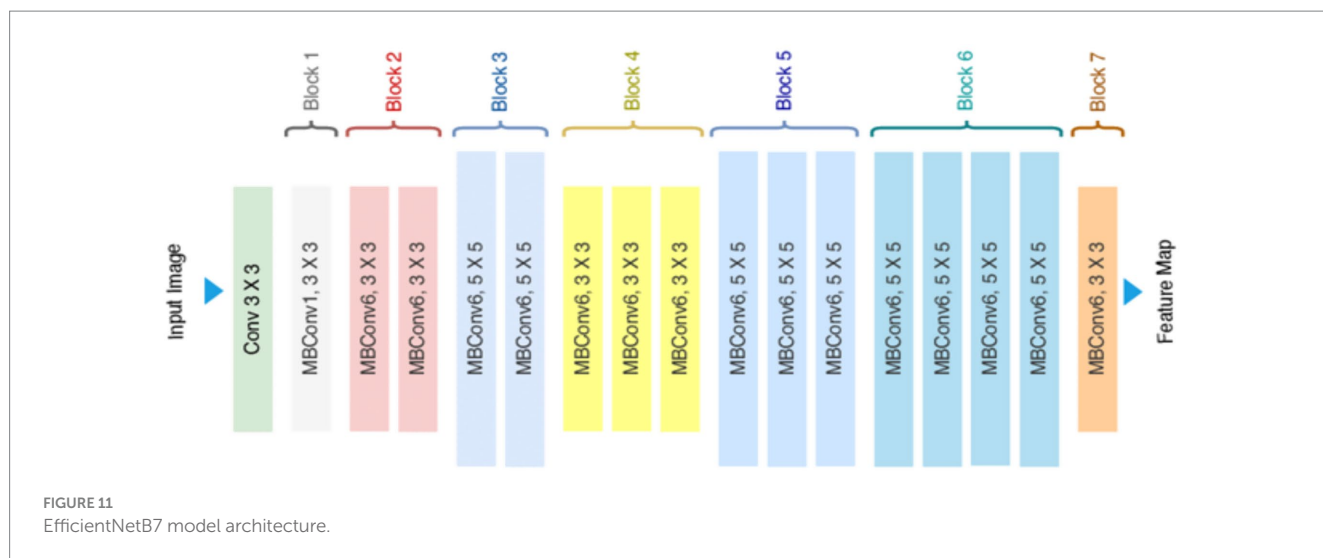 Block 1
Block 2
Block 3
Block 4
Block 5
Block 6
Block 7
Input Image
Conv 3 X 3
MBConv1, 3 X 3
MBConv6, 3 X 3
MBConv6, 3 X 3
MBConv6, 5 X 5
MBConv6, 5 X 5
MBConv6, 3 X 3
MBConv6, 3 X 3
MBConv6, 3 X 3
MBConv6, 5 X 5
MBConv6, 5 X 5
MBConv6, 5 X 5
MBConv6, 5 X 5
MBConv6, 5 X 5
MBConv6, 5 X 5
MBConv6, 5 X 5
MBConv6, 3 X 3
Feature Map
FIGURE 11
EfficientNetB7 model architecture.